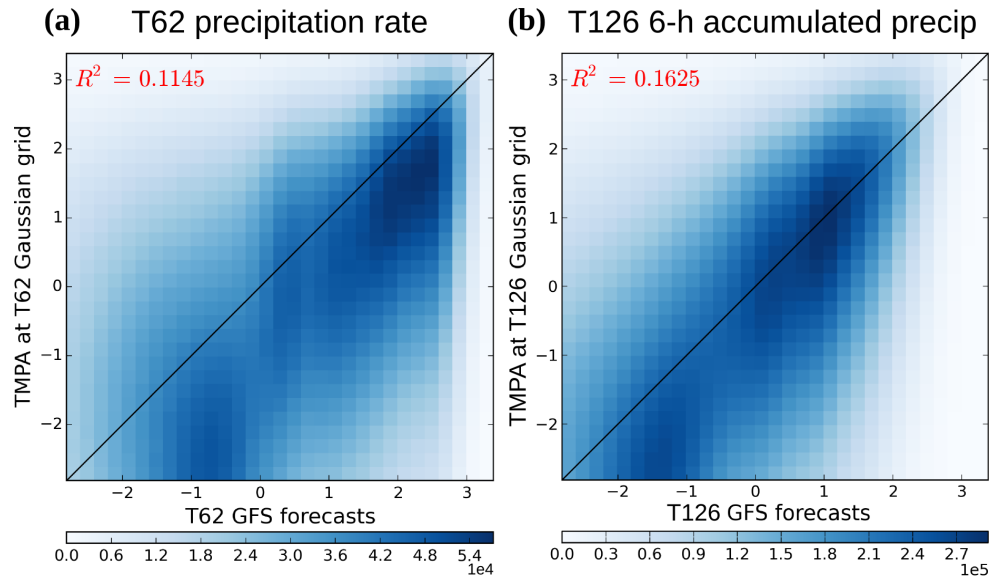 (a) T62 precipitation rate
R² = 0.1145
TMPA at T62 Gaussian grid
3
2
1
0
−1
−2
−2 −1 0 1 2 3
T62 GFS forecasts
0.0 0.6 1.2 1.8 2.4 3.0 3.6 4.2 4.8 5.4
1e4
(b) T126 6-h accumulated precip
R² = 0.1625
TMPA at T126 Gaussian grid
3
2
1
0
−1
−2
−2 −1 0 1 2 3
T126 GFS forecasts
0.0 0.3 0.6 0.9 1.2 1.5 1.8 2.1 2.4 2.7
1e5